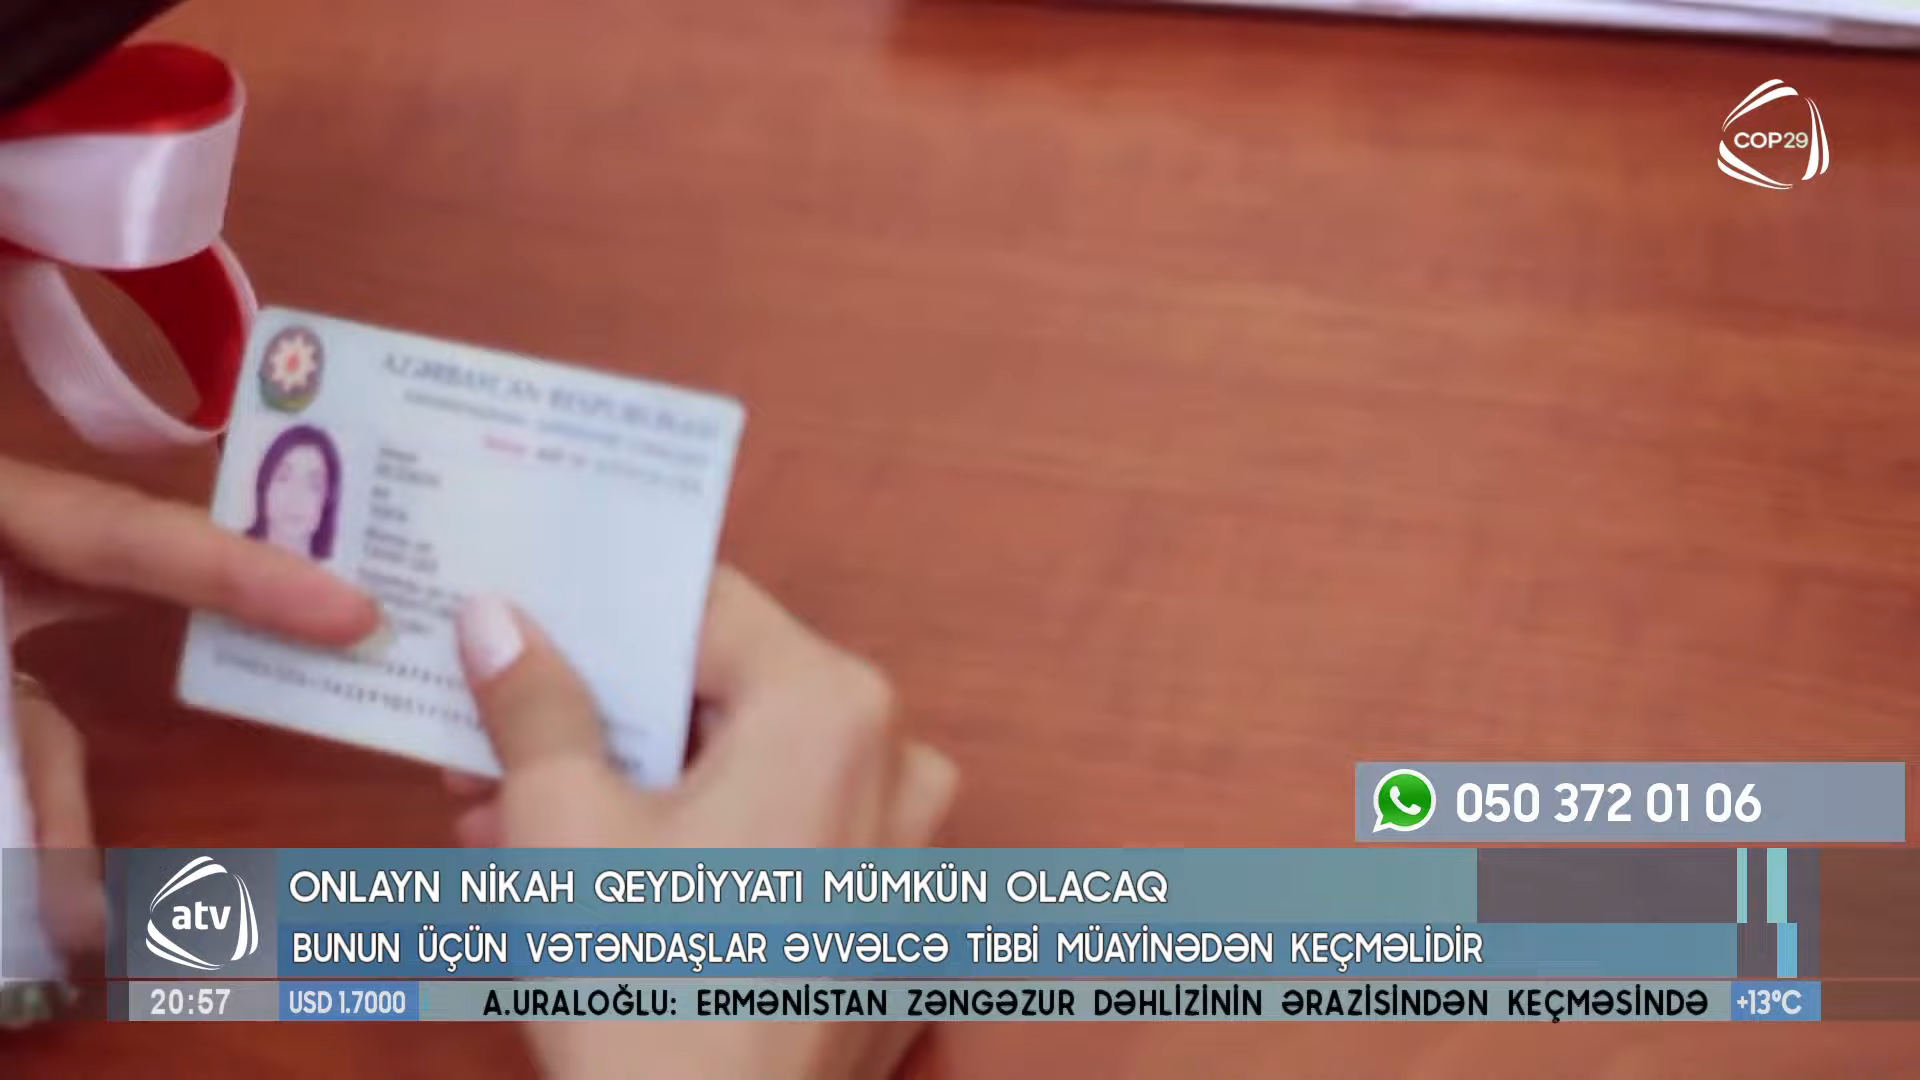 COP29
AZƏRBAYCAN RESPUBLİKASI
050 372 01 06
atv
ONLAYN NİKAH QEYDİYYATI MÜMKÜN OLACAQ
BUNUN ÜÇÜN VƏTƏNDAŞLAR ƏVVƏLCƏ TİBBİ MÜAYİNƏDƏN KEÇMƏLİDİR
20:57 USD 1.7000 A.URALOĞLU: ERMƏNİSTAN ZƏNGƏZUR DƏHLİZİNİN ƏRAZİSİNDƏN KEÇMƏSİNDƏ +13°C